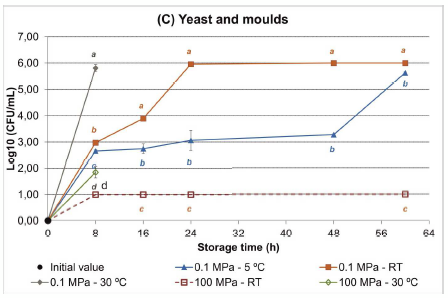 (C) Yeast and moulds
7,00
6,00
5,00
4,00
3,00
2,00
1,00
0,00
Log10 (CFU/mL)
a
a
a
a
a
b
b
b
b
b
c
d
d
c
c
c
0 8 16 24 32 40 48 56 64
Storage time (h)
Initial value 0.1 MPa - 5 ºC 0.1 MPa - RT
0.1 MPa - 30 ºC 100 MPa - RT 100 MPa - 30 ºC